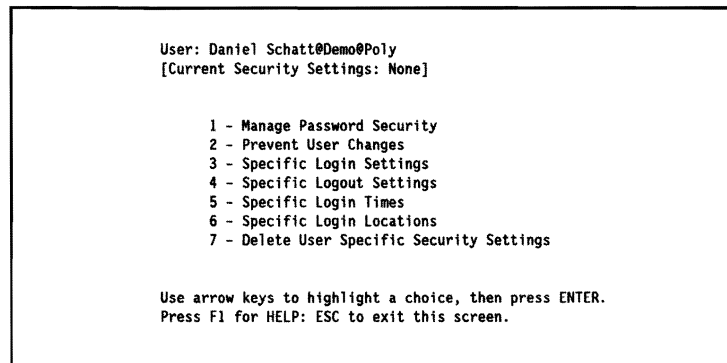 User: Daniel Schatt@Demo@Poly
[Current Security Settings: None]
1 - Manage Password Security
2 - Prevent User Changes
3 - Specific Login Settings
4 - Specific Logout Settings
5 - Specific Login Times
6 - Specific Login Locations
7 - Delete User Specific Security Settings
Use arrow keys to highlight a choice, then press ENTER.
Press F1 for HELP: ESC to exit this screen.